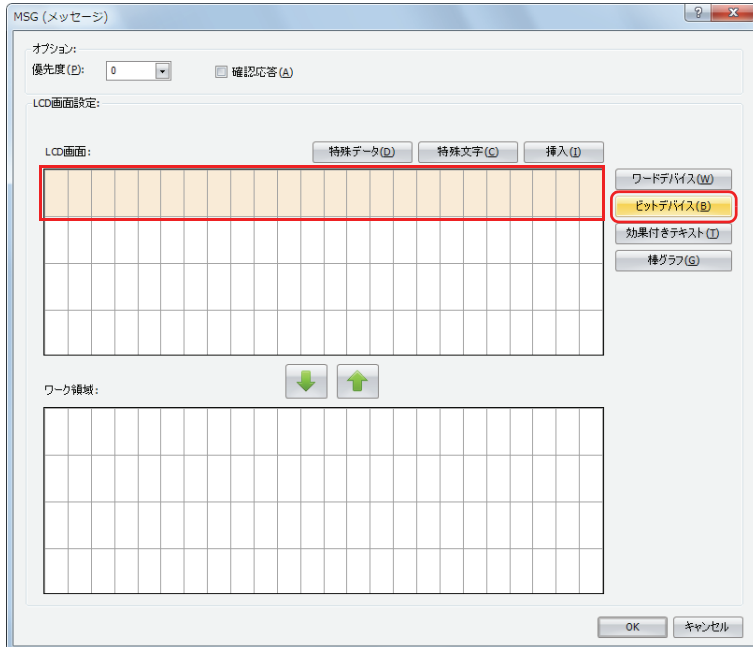 MSG (メッセージ)
オプション:
優先度(P): 0 確認応答(A)
LCD画面設定:
LCD画面: 特殊データ(D) 特殊文字(C) 挿入(I)
ワードデバイス(W)
ビットデバイス(B)
効果付きテキスト(T)
棒グラフ(G)
ワーク領域:
OK キャンセル